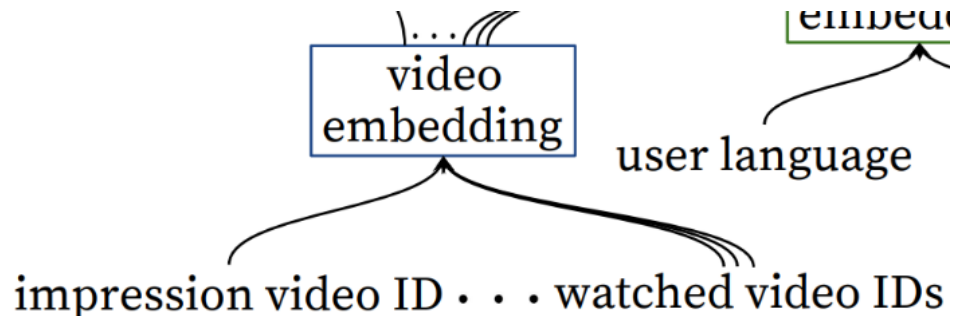 video
embedding
user language
impression video ID . . . watched video IDs